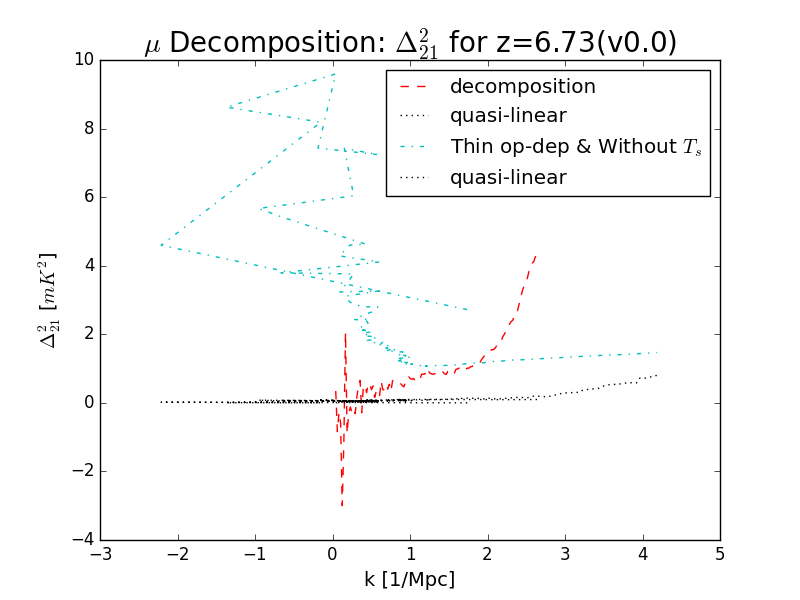 μ Decomposition: Δ²₂₁ for z=6.73(v0.0)
decomposition
quasi-linear
Thin op-dep & Without Tₛ
quasi-linear
10
8
6
4
2
0
−2
−4
Δ²₂₁ [mK²]
−3 −2 −1 0 1 2 3 4 5
k [1/Mpc]